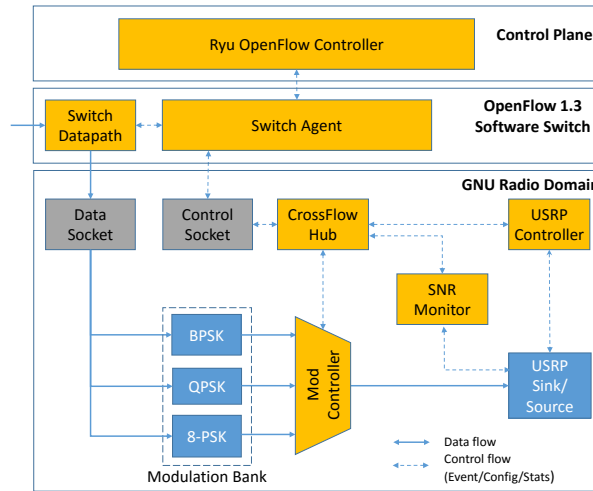 Control Plane
Ryu OpenFlow Controller
OpenFlow 1.3
Software Switch
Switch
Datapath
Switch Agent
GNU Radio Domain
Data
Socket
Control
Socket
CrossFlow
Hub
USRP
Controller
SNR
Monitor
BPSK
QPSK
8-PSK
Modulation Bank
Mod
Controller
USRP
Sink/
Source
Data flow
Control flow
(Event/Config/Stats)